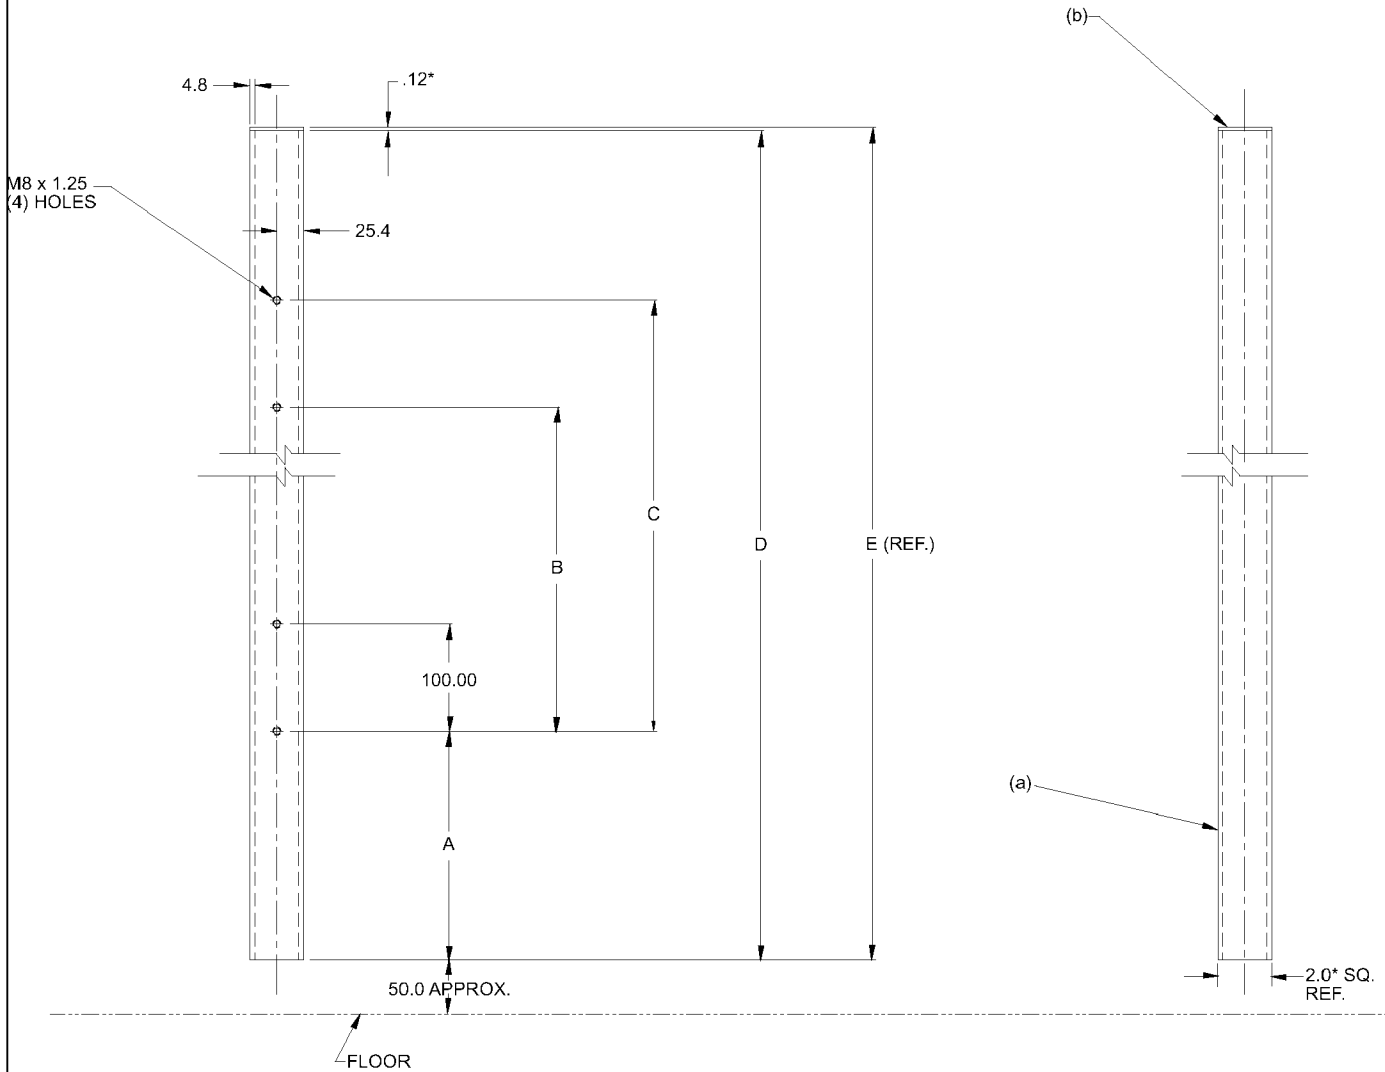 (b)
4.8
.12*
M8 x 1.25
(4) HOLES
25.4
C
D
E (REF.)
B
100.00
(a)
A
2.0* SQ.
REF.
50.0 APPROX.
FLOOR